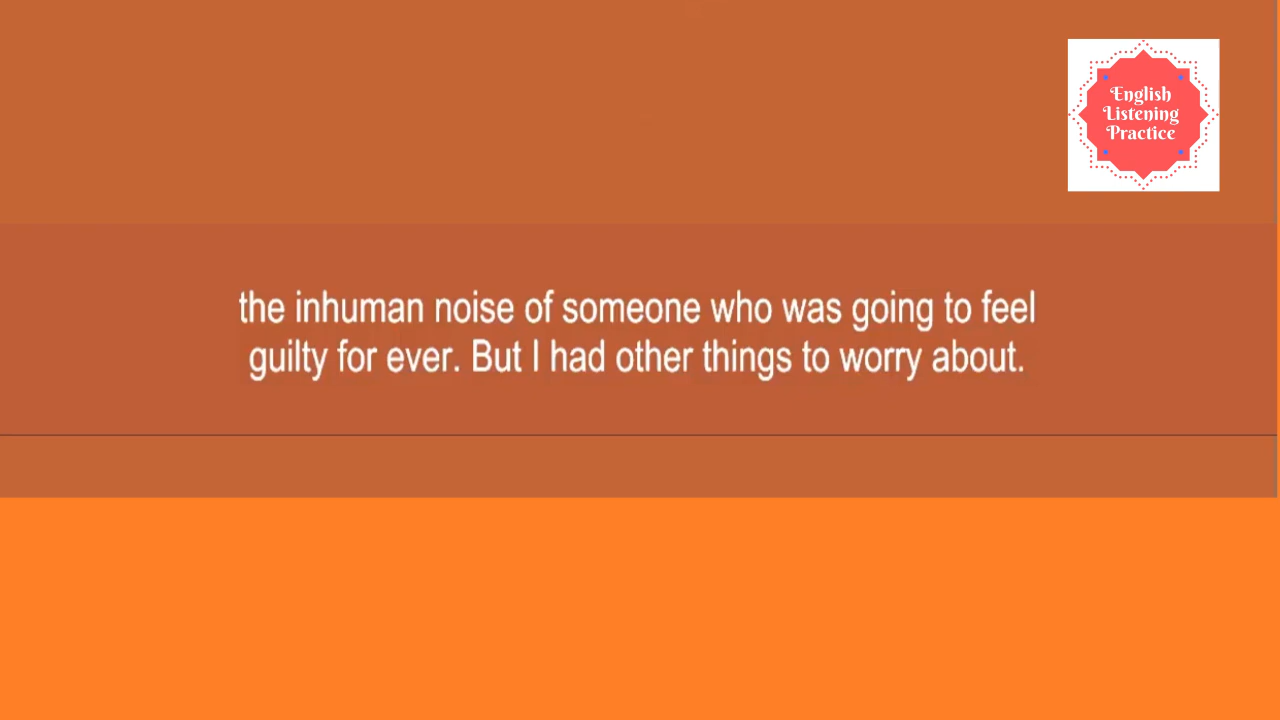 English
Listening
Practice
the inhuman noise of someone who was going to feel
guilty for ever. But I had other things to worry about.